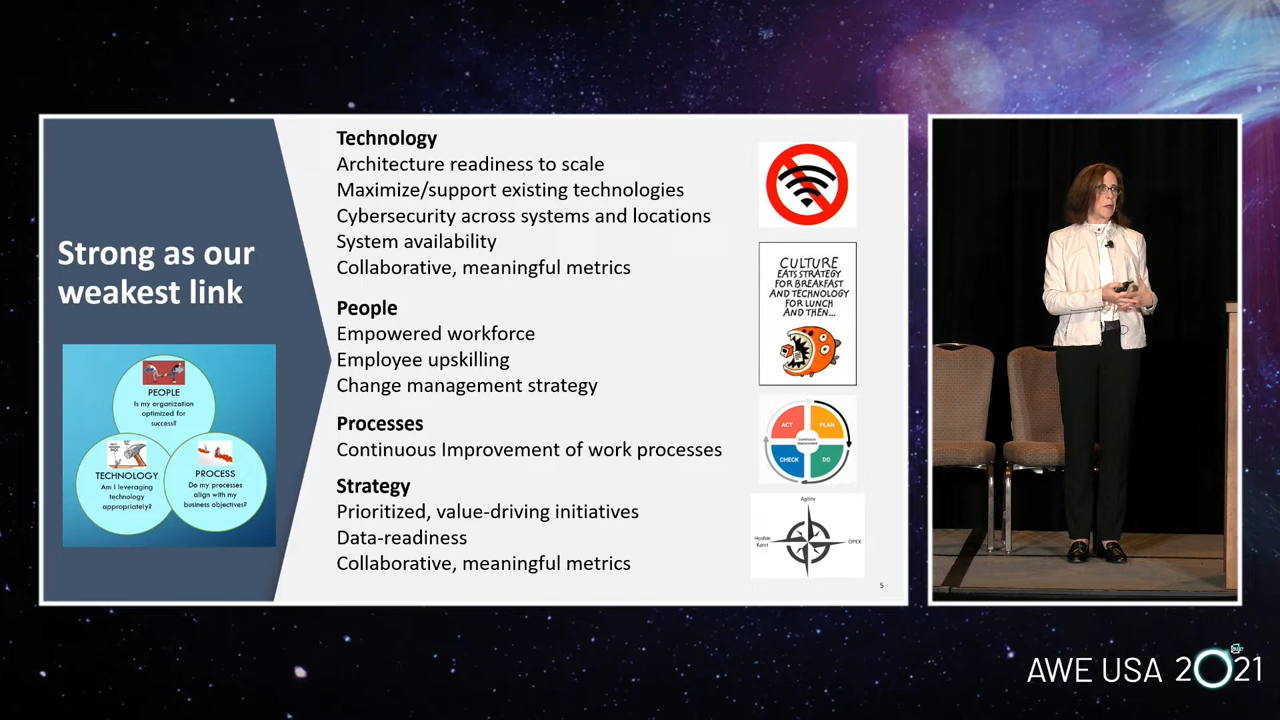 Strong as our
weakest link
PEOPLE
Is my organization
optimized for
success?
TECHNOLOGY
Am I leveraging
technology
appropriately?
PROCESS
Do my processes
align with my
business objectives?
Technology
Architecture readiness to scale
Maximize/support existing technologies
Cybersecurity across systems and locations
System availability
Collaborative, meaningful metrics
People
Empowered workforce
Employee upskilling
Change management strategy
Processes
Continuous Improvement of work processes
Strategy
Prioritized, value-driving initiatives
Data-readiness
Collaborative, meaningful metrics
CULTURE
EATS STRATEGY
FOR BREAKFAST
AND TECHNOLOGY
FOR LUNCH
AND THEN...
ACT
PLAN
Continuous
Improvement
CHECK
DO
Agility
Hoshin
Kanri
OPEX
5
AWE USA 2021